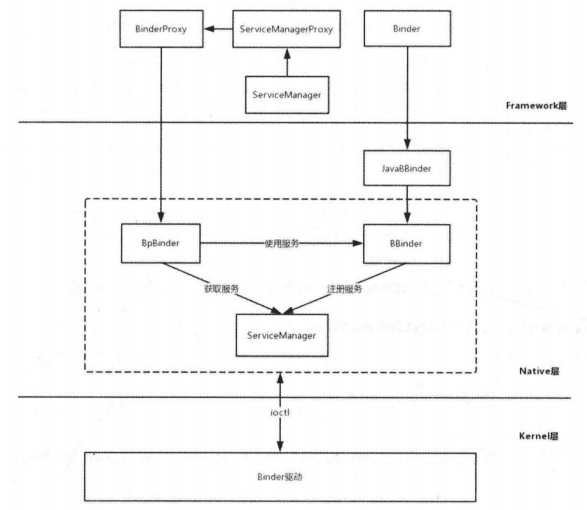 BinderProxy
ServiceManagerProxy
Binder
ServiceManager
Framework层
JavaBBinder
BpBinder
使用服务
BBinder
获取服务
注册服务
ServiceManager
Native层
ioctl
Kernel层
Binder驱动